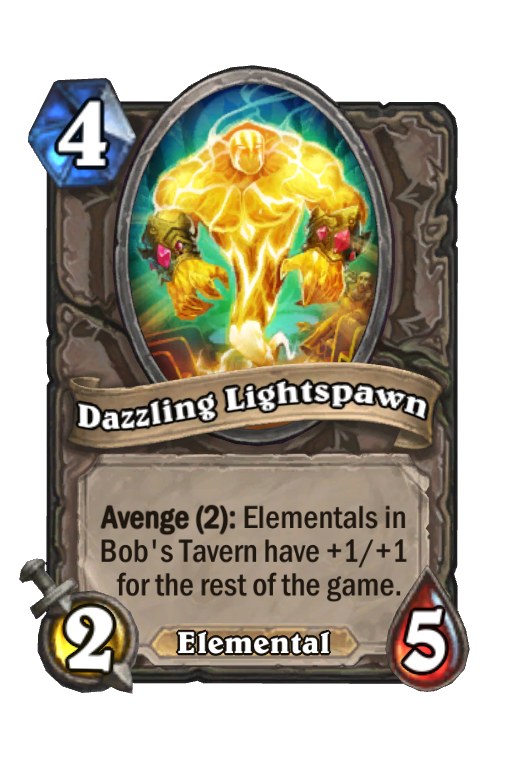 4
Dazzling Lightspawn
Avenge (2): Elementals in
Bob's Tavern have +1/+1
for the rest of the game.
2
Elemental
5